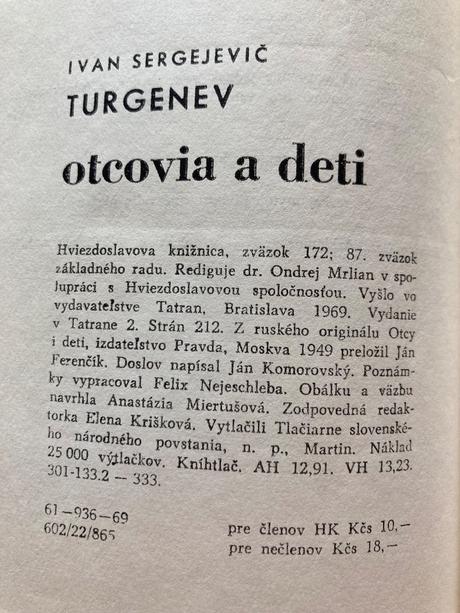 IVAN SERGEJEVIČ
TURGENEV
otcovia a deti
Hviezdoslavova knižnica, zväzok 172; 87. zväzok
základného radu. Rediguje dr. Ondrej Mrlian v spo-
lupráci s Hviezdoslavovou spoločnosťou. Vyšlo vo
vydavateľstve Tatran, Bratislava 1969. Vydanie
v Tatrane 2. Strán 212. Z ruského originálu Otcy
i deti, izdateľstvo Pravda, Moskva 1949 preložil Ján
Ferenčík. Doslov napísal Ján Komorovský. Poznám-
ky vypracoval Felix Nejeschleba. Obálku a väzbu
navrhla Anastázia Miertušová. Zodpovedná redak-
torka Elena Krišková. Vytlačili Tlačiarne slovenské-
ho národného povstania, n. p., Martin. Náklad
25 000 výtlačkov. Kníhtlač. AH 12,91. VH 13,23.
301-133.2 — 333.
61—936—69
602/22/865
pre členov HK Kčs 10,—
pre nečlenov Kčs 18,—